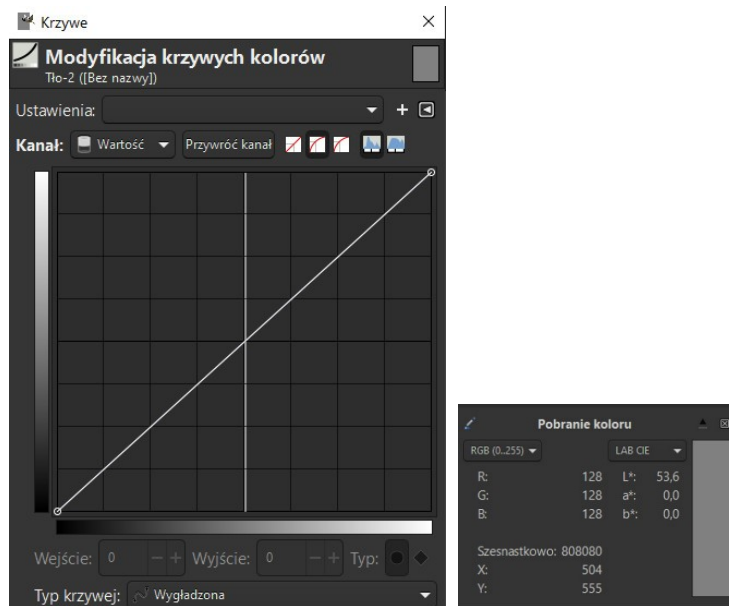 Krzywe
Modyfikacja krzywych kolorów
Tło-2 ([Bez nazwy])
Ustawienia:
Kanał: Wartość Przywróć kanał
Wejście: 0 Wyjście: 0 Typ:
Typ krzywej: Wygładzona
Pobranie koloru
RGB (0..255) LAB CIE
R: 128 L*: 53,6
G: 128 a*: 0,0
B: 128 b*: 0,0
Szesnastkowo: 808080
X: 504
Y: 555